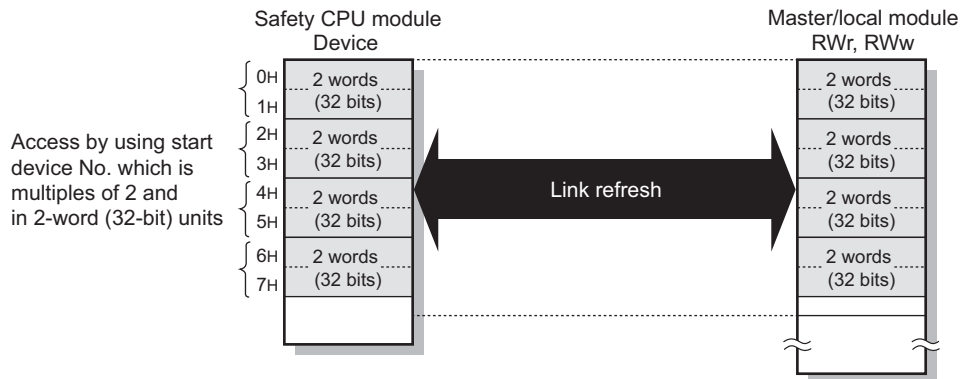 Safety CPU module
Device
Master/local module
RWr, RWw
0H
1H
2 words
(32 bits)
2 words
(32 bits)
2H
3H
2 words
(32 bits)
2 words
(32 bits)
Access by using start
device No. which is
multiples of 2 and
in 2-word (32-bit) units
Link refresh
4H
5H
2 words
(32 bits)
2 words
(32 bits)
6H
7H
2 words
(32 bits)
2 words
(32 bits)